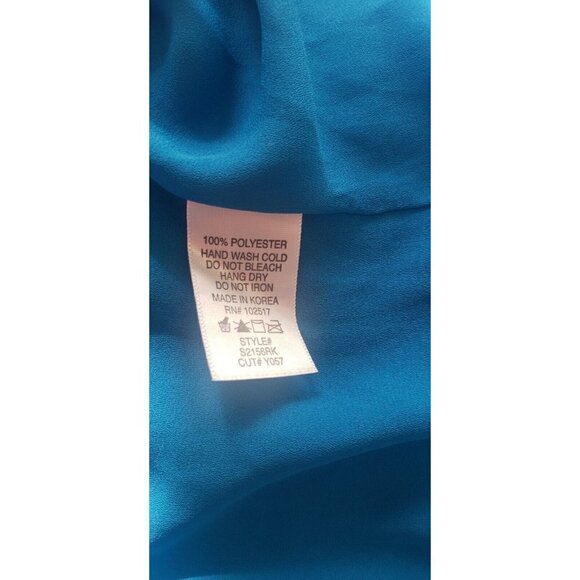 100% POLYESTER
HAND WASH COLD
DO NOT BLEACH
HANG DRY
DO NOT IRON
MADE IN KOREA
RN# 102517
STYLE#
S2156RK
CUT# Y057